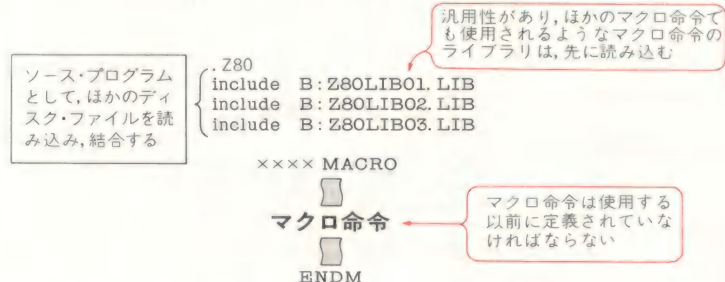 汎用性があり,ほかのマクロ命令で
も使用されるようなマクロ命令の
ライブラリは,先に読み込む
ソース・プログラム
として,ほかのディ
スク・ファイルを読
み込み,結合する
.Z80
include B:Z80LIB01.LIB
include B:Z80LIB02.LIB
include B:Z80LIB03.LIB
×××× MACRO
マクロ命令
マクロ命令は使用する
以前に定義されていな
ければならない
ENDM